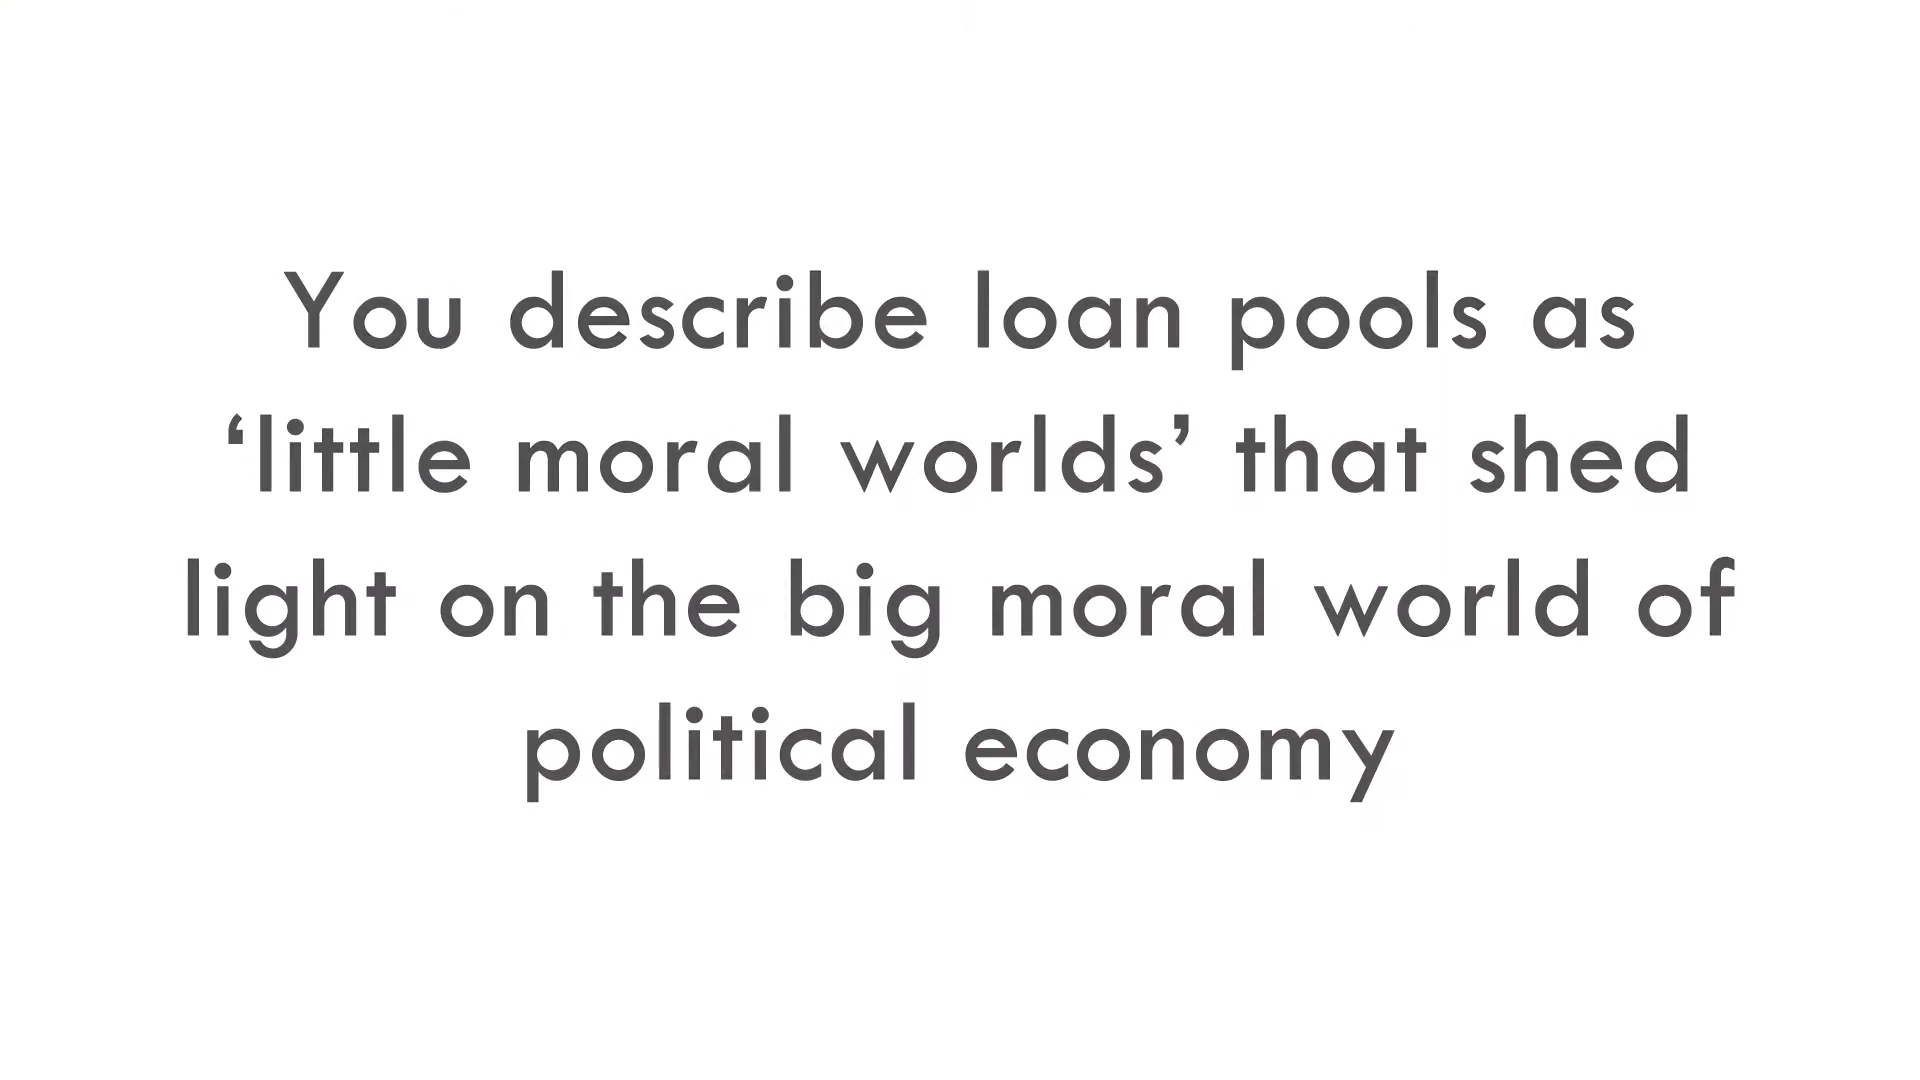 You describe loan pools as
‘little moral worlds’ that shed
light on the big moral world of
political economy